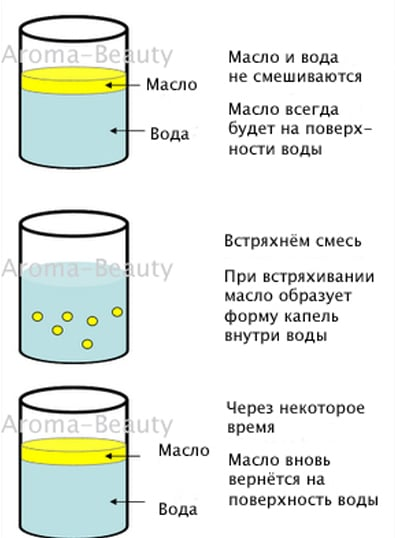 Aroma-Beauty
Масло
Вода
Масло и вода
не смешиваются
Масло всегда
будет на поверх-
ности воды
Aroma-Beauty
Встряхнём смесь
При встряхивании
масло образует
форму капель
внутри воды
Aroma-Beauty
Масло
Вода
Через некоторое
время
Масло вновь
вернётся на
поверхность воды